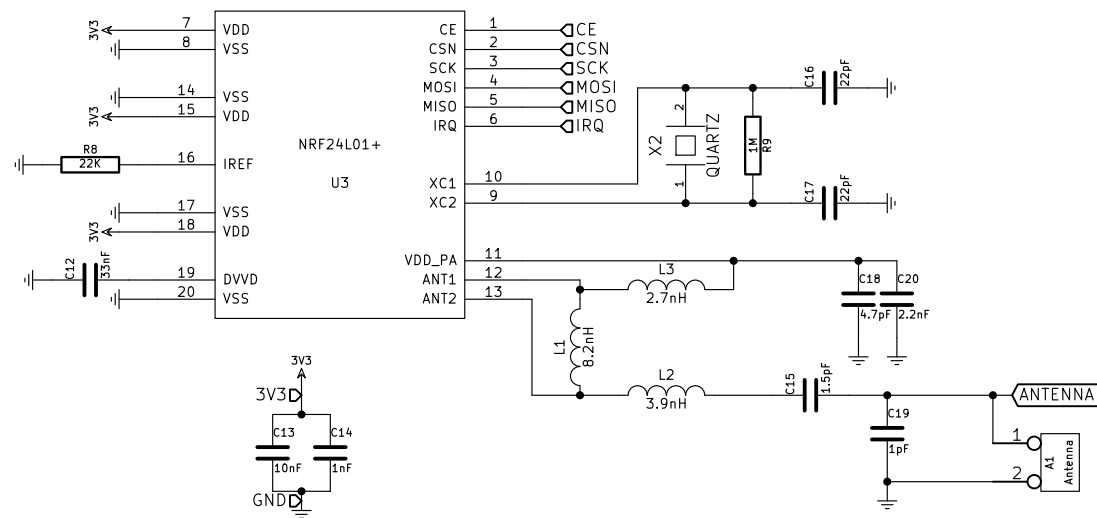 3V3
7
VDD
8
VSS
14
VSS
15
VDD
3V3
R8
22K
16
IREF
17
VSS
18
VDD
3V3
C12
33nF
19
DVVD
20
VSS
NRF24L01+
U3
CE
1
CE
CSN
2
CSN
SCK
3
SCK
MOSI
4
MOSI
MISO
5
MISO
IRQ
6
IRQ
XC1
10
XC2
9
VDD_PA
11
ANT1
12
ANT2
13
X2
QUARTZ
2
1
1M
R9
C16
22pF
C17
22pF
L3
2.7nH
L1
8.2nH
L2
3.9nH
C18
4.7pF
C20
2.2nF
C15
1.5pF
C19
1pF
ANTENNA
1
2
A1
Antenna
3V3
3V3
C13
10nF
C14
1nF
GND